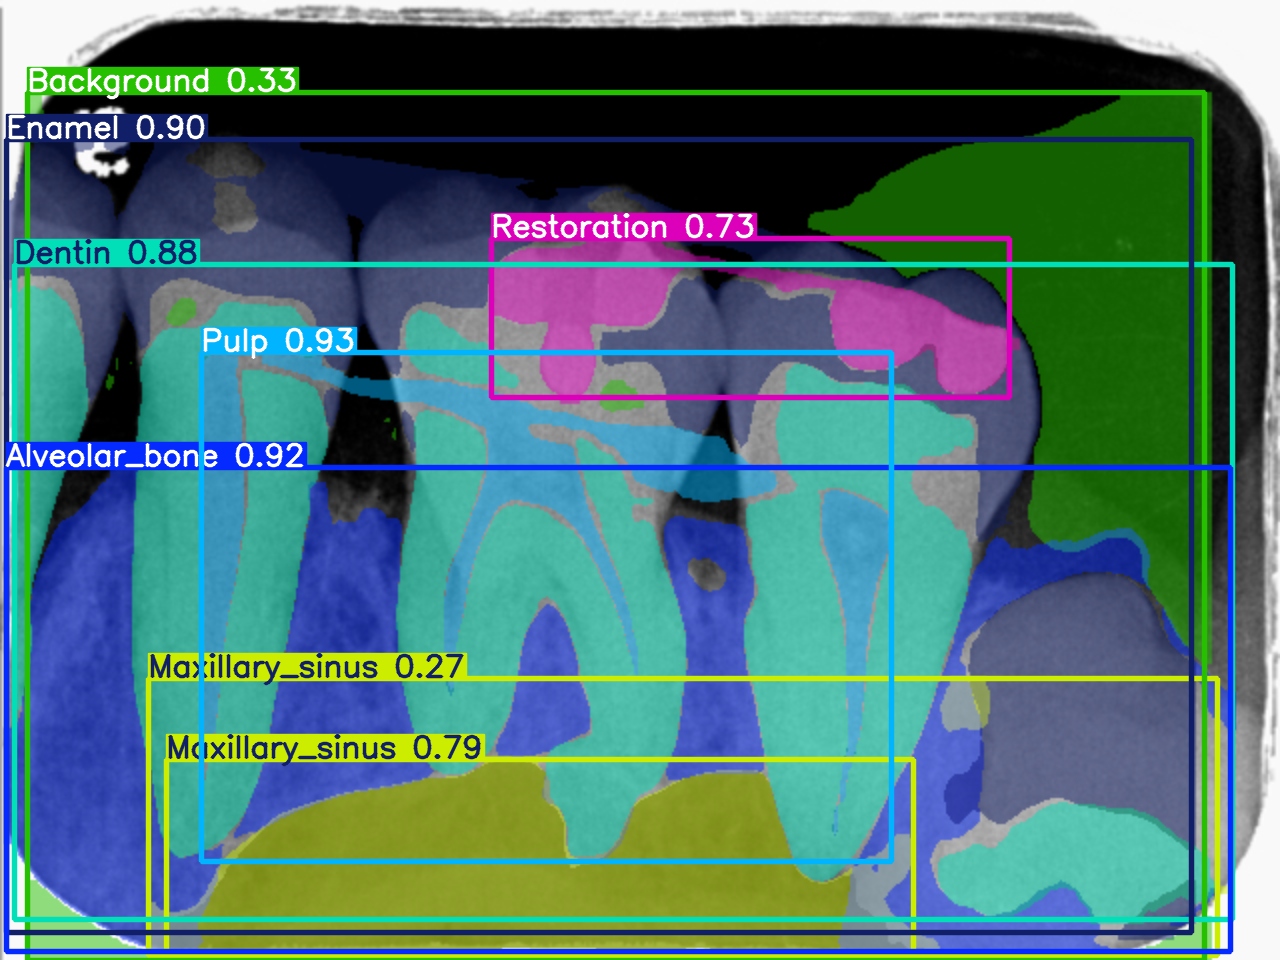 Background 0.33
Enamel 0.90
Restoration 0.73
Dentin 0.88
Pulp 0.93
Alveolar_bone 0.92
Maxillary_sinus 0.27
Maxillary_sinus 0.79